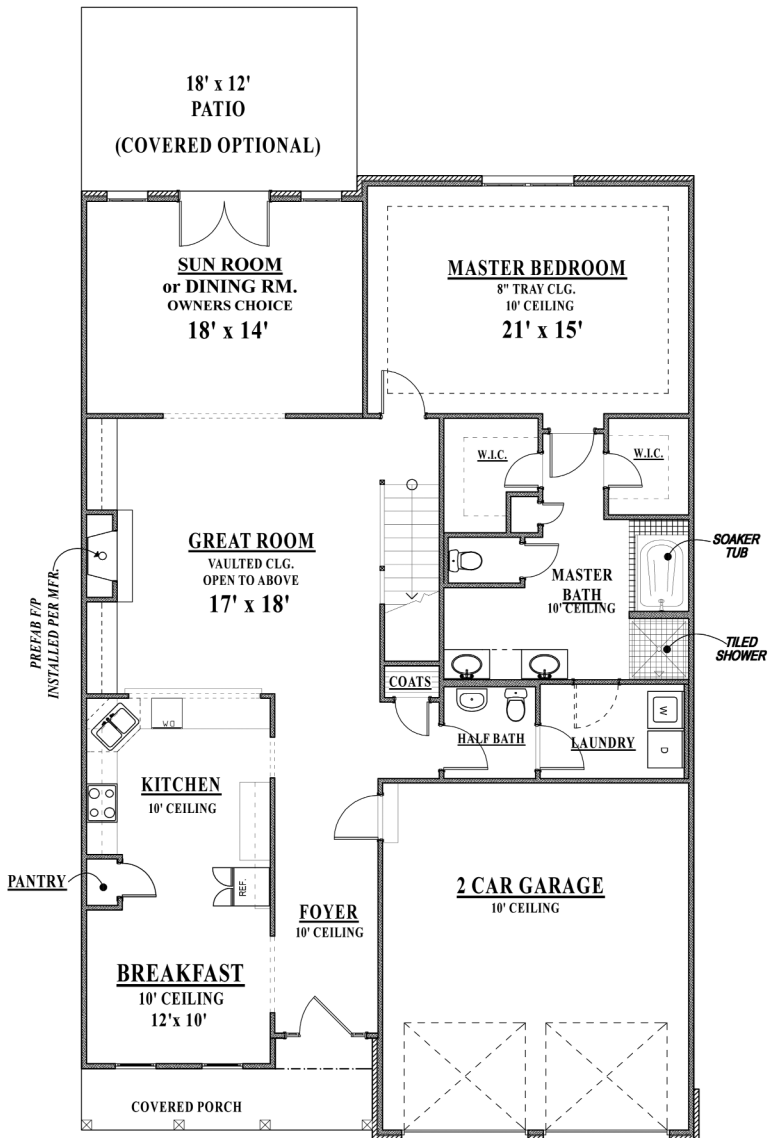 18' x 12'
PATIO
(COVERED OPTIONAL)
SUN ROOM
or DINING RM.
OWNERS CHOICE
18' x 14'
MASTER BEDROOM
8" TRAY CLG.
10' CEILING
21' x 15'
W.I.C.
W.I.C.
GREAT ROOM
VAULTED CLG.
OPEN TO ABOVE
17' x 18'
PREFAB F/P
INSTALLED PER MFR.
SOAKER
TUB
MASTER
BATH
10' CEILING
TILED
SHOWER
COATS
HALF BATH
LAUNDRY
W
D
DW
KITCHEN
10' CEILING
PANTRY
REF.
2 CAR GARAGE
10' CEILING
FOYER
10' CEILING
BREAKFAST
10' CEILING
12'x 10'
COVERED PORCH